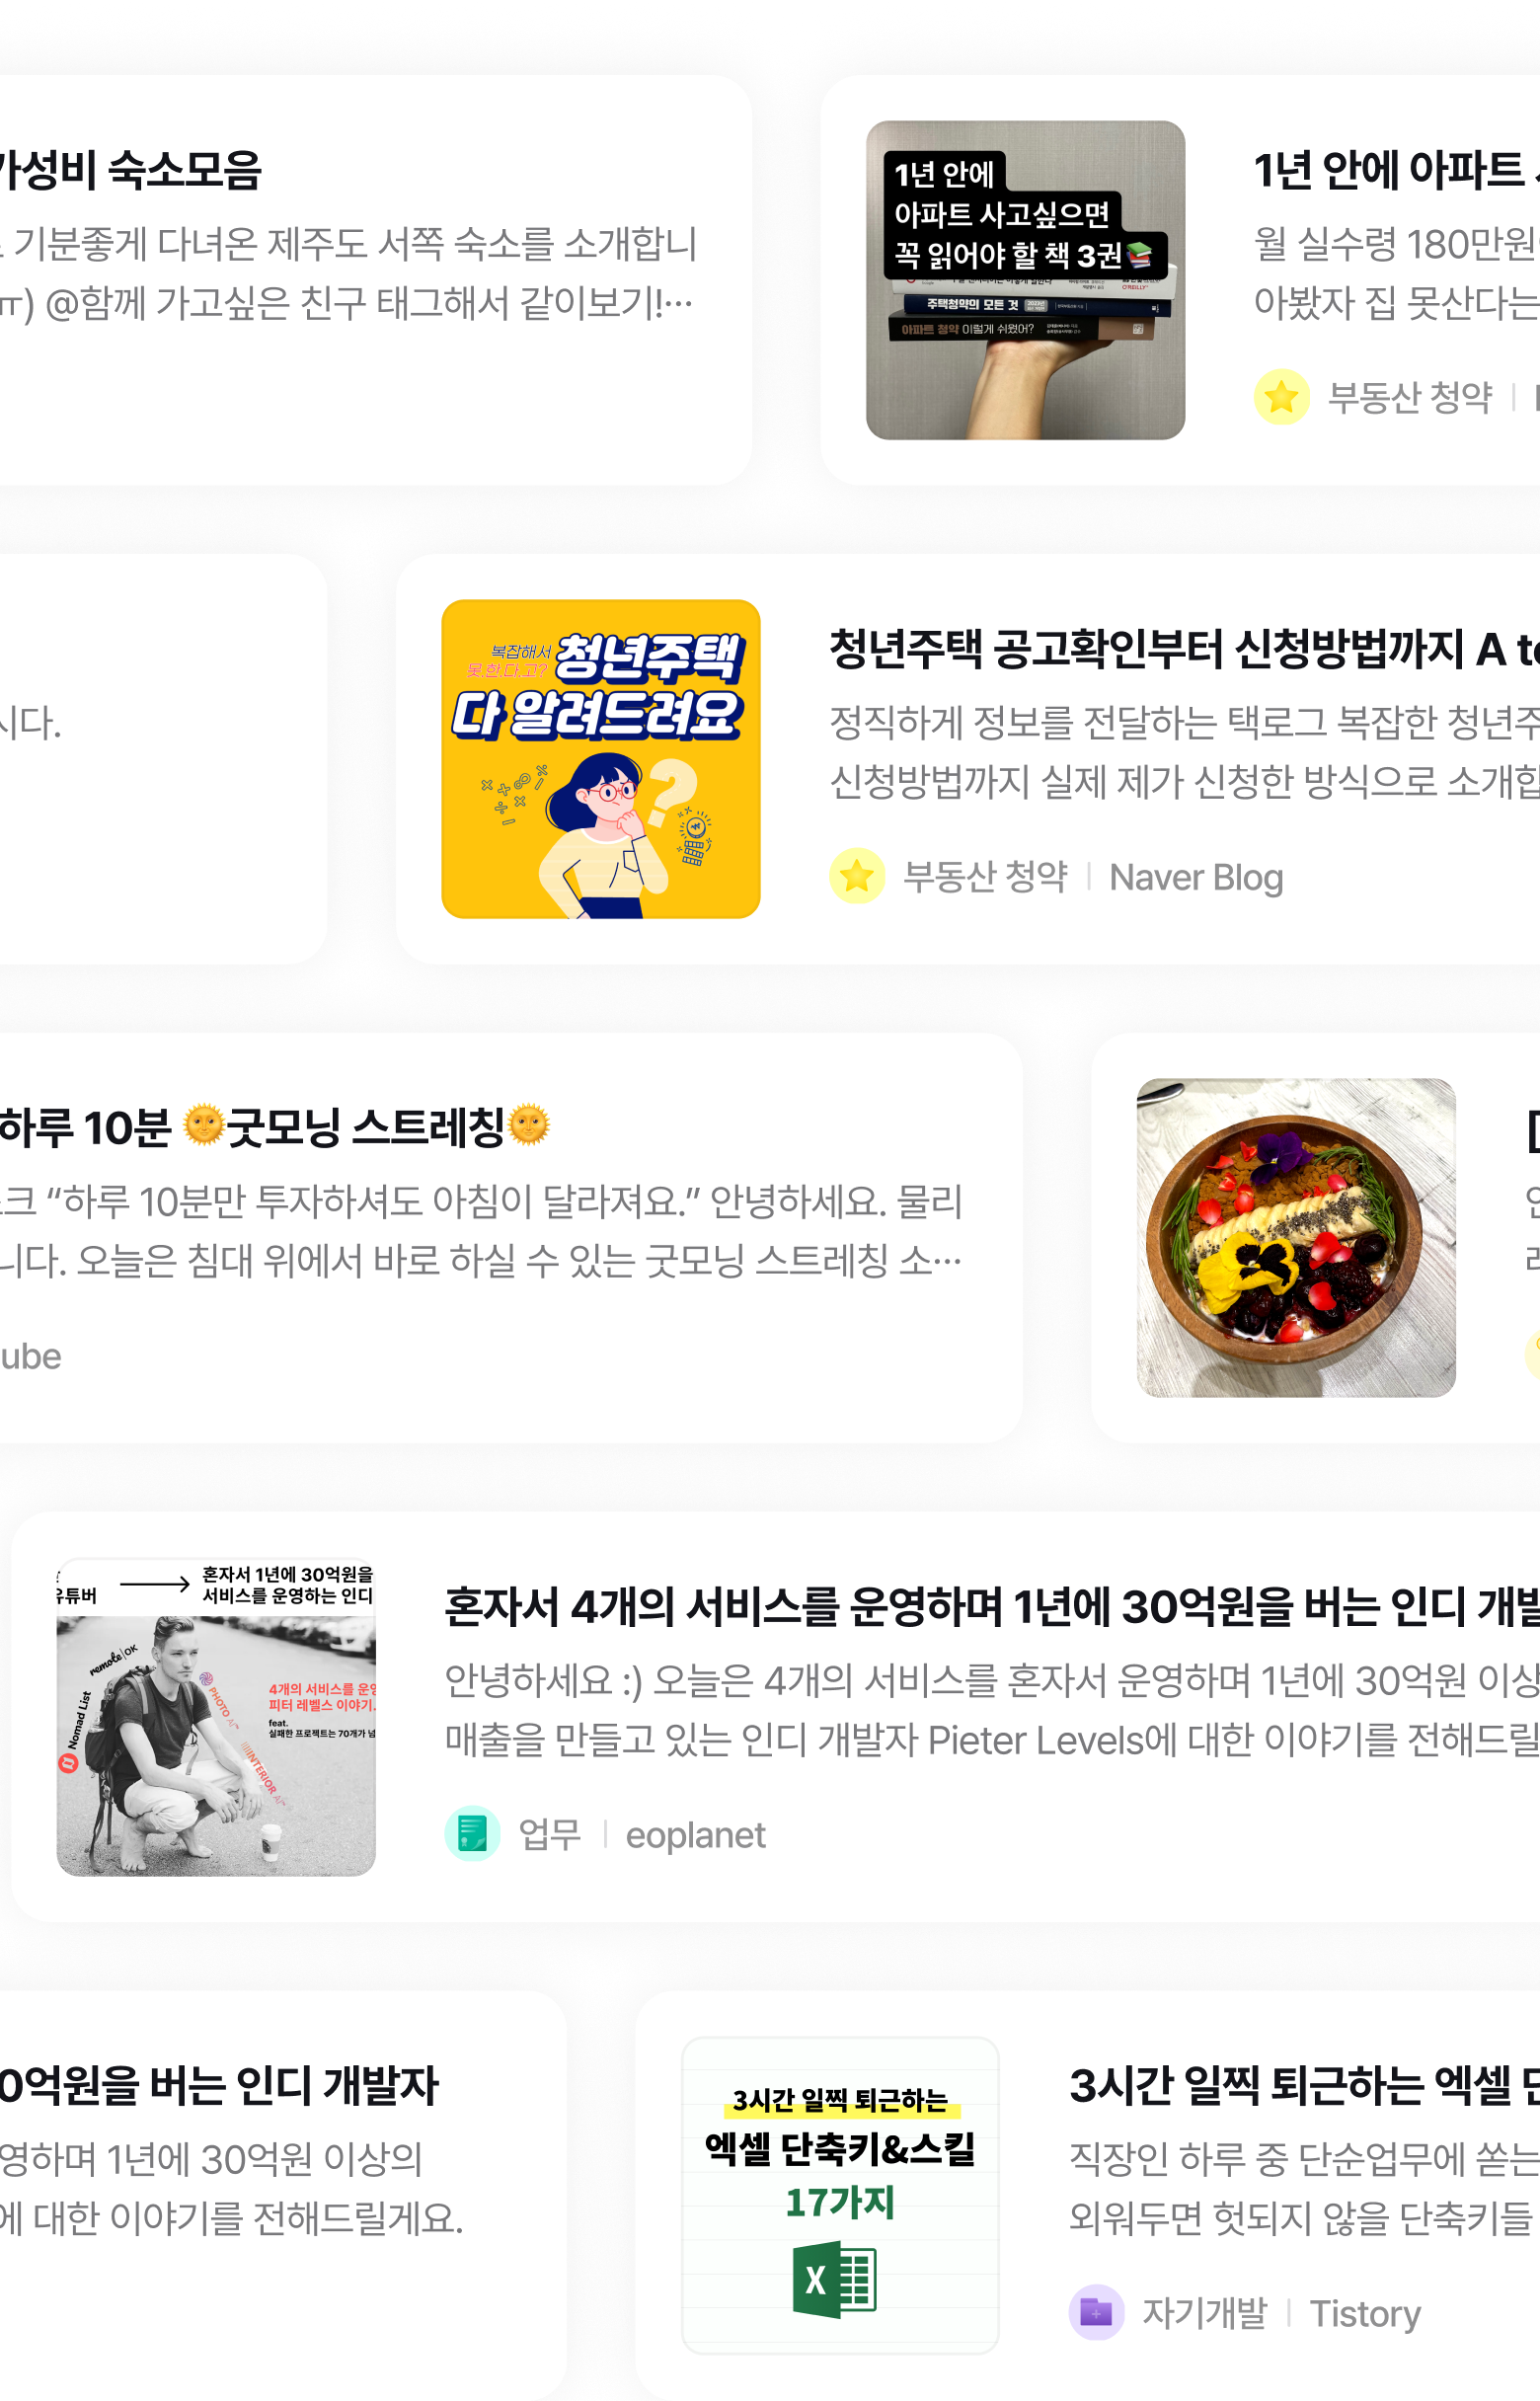 가성비 숙소모음
기분좋게 다녀온 제주도 서쪽 숙소를 소개합니
ㅠ) @함께 가고싶은 친구 태그해서 같이보기!…
1년 안에
아파트 사고싶으면
꼭 읽어야 할 책 3권📚
O'REILLY
주택청약의 모든 것
아파트 청약 이렇게 쉬웠어?
1년 안에 아파트
월 실수령 180만원
아봤자 집 못산다는
부동산 청약 |
시다.
복잡해서
못.한.다.고?
청년주택
다 알려드려요
청년주택 공고확인부터 신청방법까지 A to
정직하게 정보를 전달하는 택로그 복잡한 청년주
신청방법까지 실제 제가 신청한 방식으로 소개합
부동산 청약 | Naver Blog
하루 10분 🌞굿모닝 스트레칭🌞
크 “하루 10분만 투자하셔도 아침이 달라져요.” 안녕하세요. 물리
니다. 오늘은 침대 위에서 바로 하실 수 있는 굿모닝 스트레칭 소…
ube
유튜버
혼자서 1년에 30억원을
서비스를 운영하는 인디
remote|OK
Nomad List
PHOTO AI
INTERIOR AI
4개의 서비스를 운영
피터 레벨스 이야기.
feat.
실패한 프로젝트는 70개가 넘
혼자서 4개의 서비스를 운영하며 1년에 30억원을 버는 인디 개발
안녕하세요 :) 오늘은 4개의 서비스를 혼자서 운영하며 1년에 30억원 이상
매출을 만들고 있는 인디 개발자 Pieter Levels에 대한 이야기를 전해드릴
업무 | eoplanet
0억원을 버는 인디 개발자
영하며 1년에 30억원 이상의
에 대한 이야기를 전해드릴게요.
3시간 일찍 퇴근하는
엑셀 단축키&스킬
17가지
X
3시간 일찍 퇴근하는 엑셀 단
직장인 하루 중 단순업무에 쏟는
외워두면 헛되지 않을 단축키들
자기개발 | Tistory